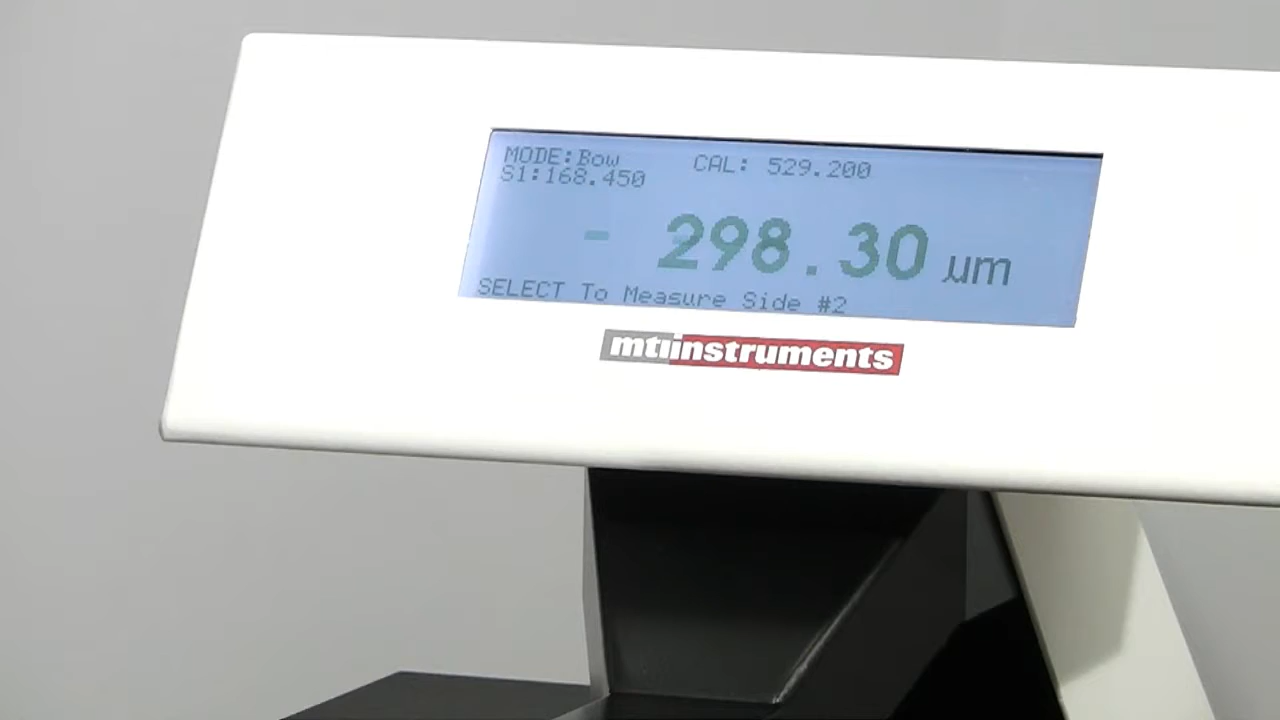 MODE:Bow CAL: 529.200
S1:168.450
- 298.30 um
SELECT To Measure Side #2
mtiinstruments